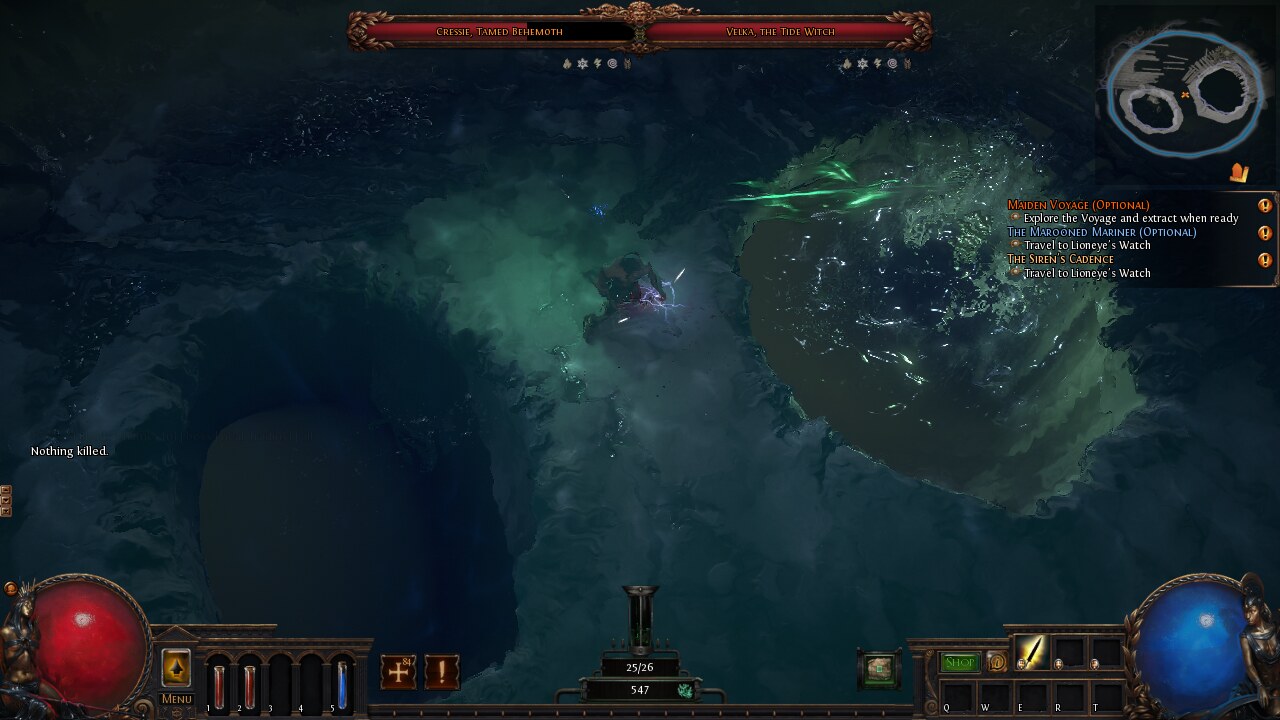 Cressie, Tamed Behemoth
Velka, the Tide Witch
Maiden Voyage (Optional)
Explore the Voyage and extract when ready
The Marooned Mariner (Optional)
Travel to Lioneye's Watch
The Siren's Cadence
Travel to Lioneye's Watch
Nothing killed.
84
25/26
547
Shop
Menu
1 2 3 4 5
Q W E R T